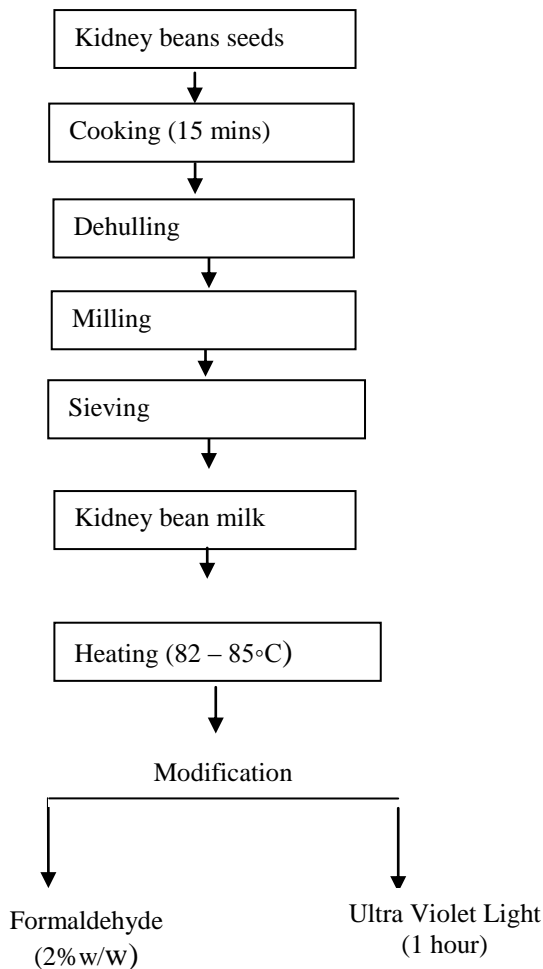 Kidney beans seeds
Cooking (15 mins)
Dehulling
Milling
Sieving
Kidney bean milk
Heating (82 – 85◦C)
Modification
Formaldehyde
(2%w/w)
Ultra Violet Light
(1 hour)